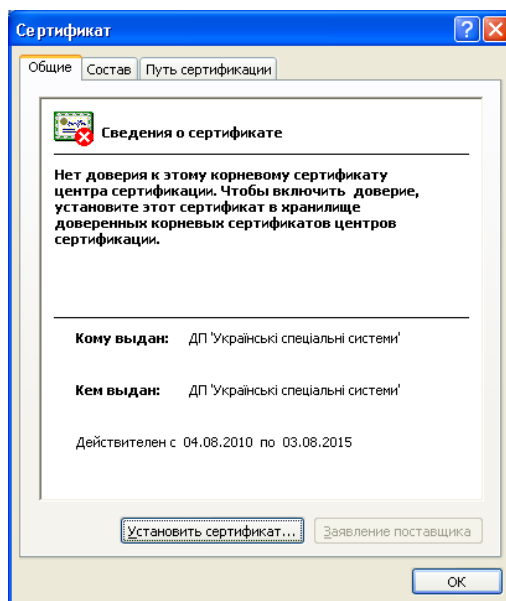 Сертификат
Общие Состав Путь сертификации
Сведения о сертификате
Нет доверия к этому корневому сертификату
центра сертификации. Чтобы включить доверие,
установите этот сертификат в хранилище
доверенных корневых сертификатов центров
сертификации.
Кому выдан: ДП 'Українські спеціальні системи'
Кем выдан: ДП 'Українські спеціальні системи'
Действителен с 04.08.2010 по 03.08.2015
Установить сертификат... Заявление поставщика
ОК